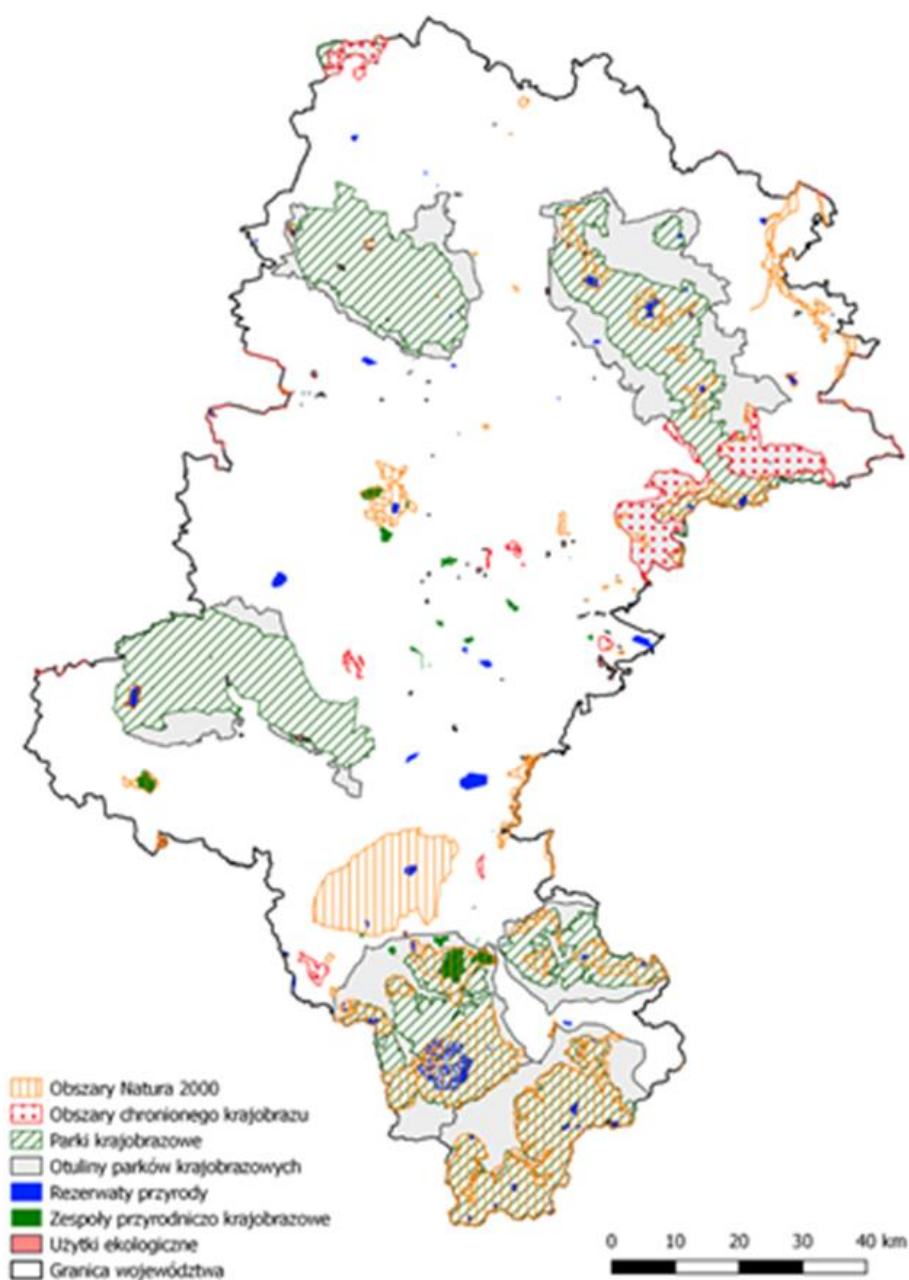 Obszary Natura 2000
Obszary chronionego krajobrazu
Parki krajobrazowe
Otuliny parków krajobrazowych
Rezerwaty przyrody
Zespoły przyrodniczo krajobrazowe
Użytki ekologiczne
Granica województwa
0 10 20 30 40 km